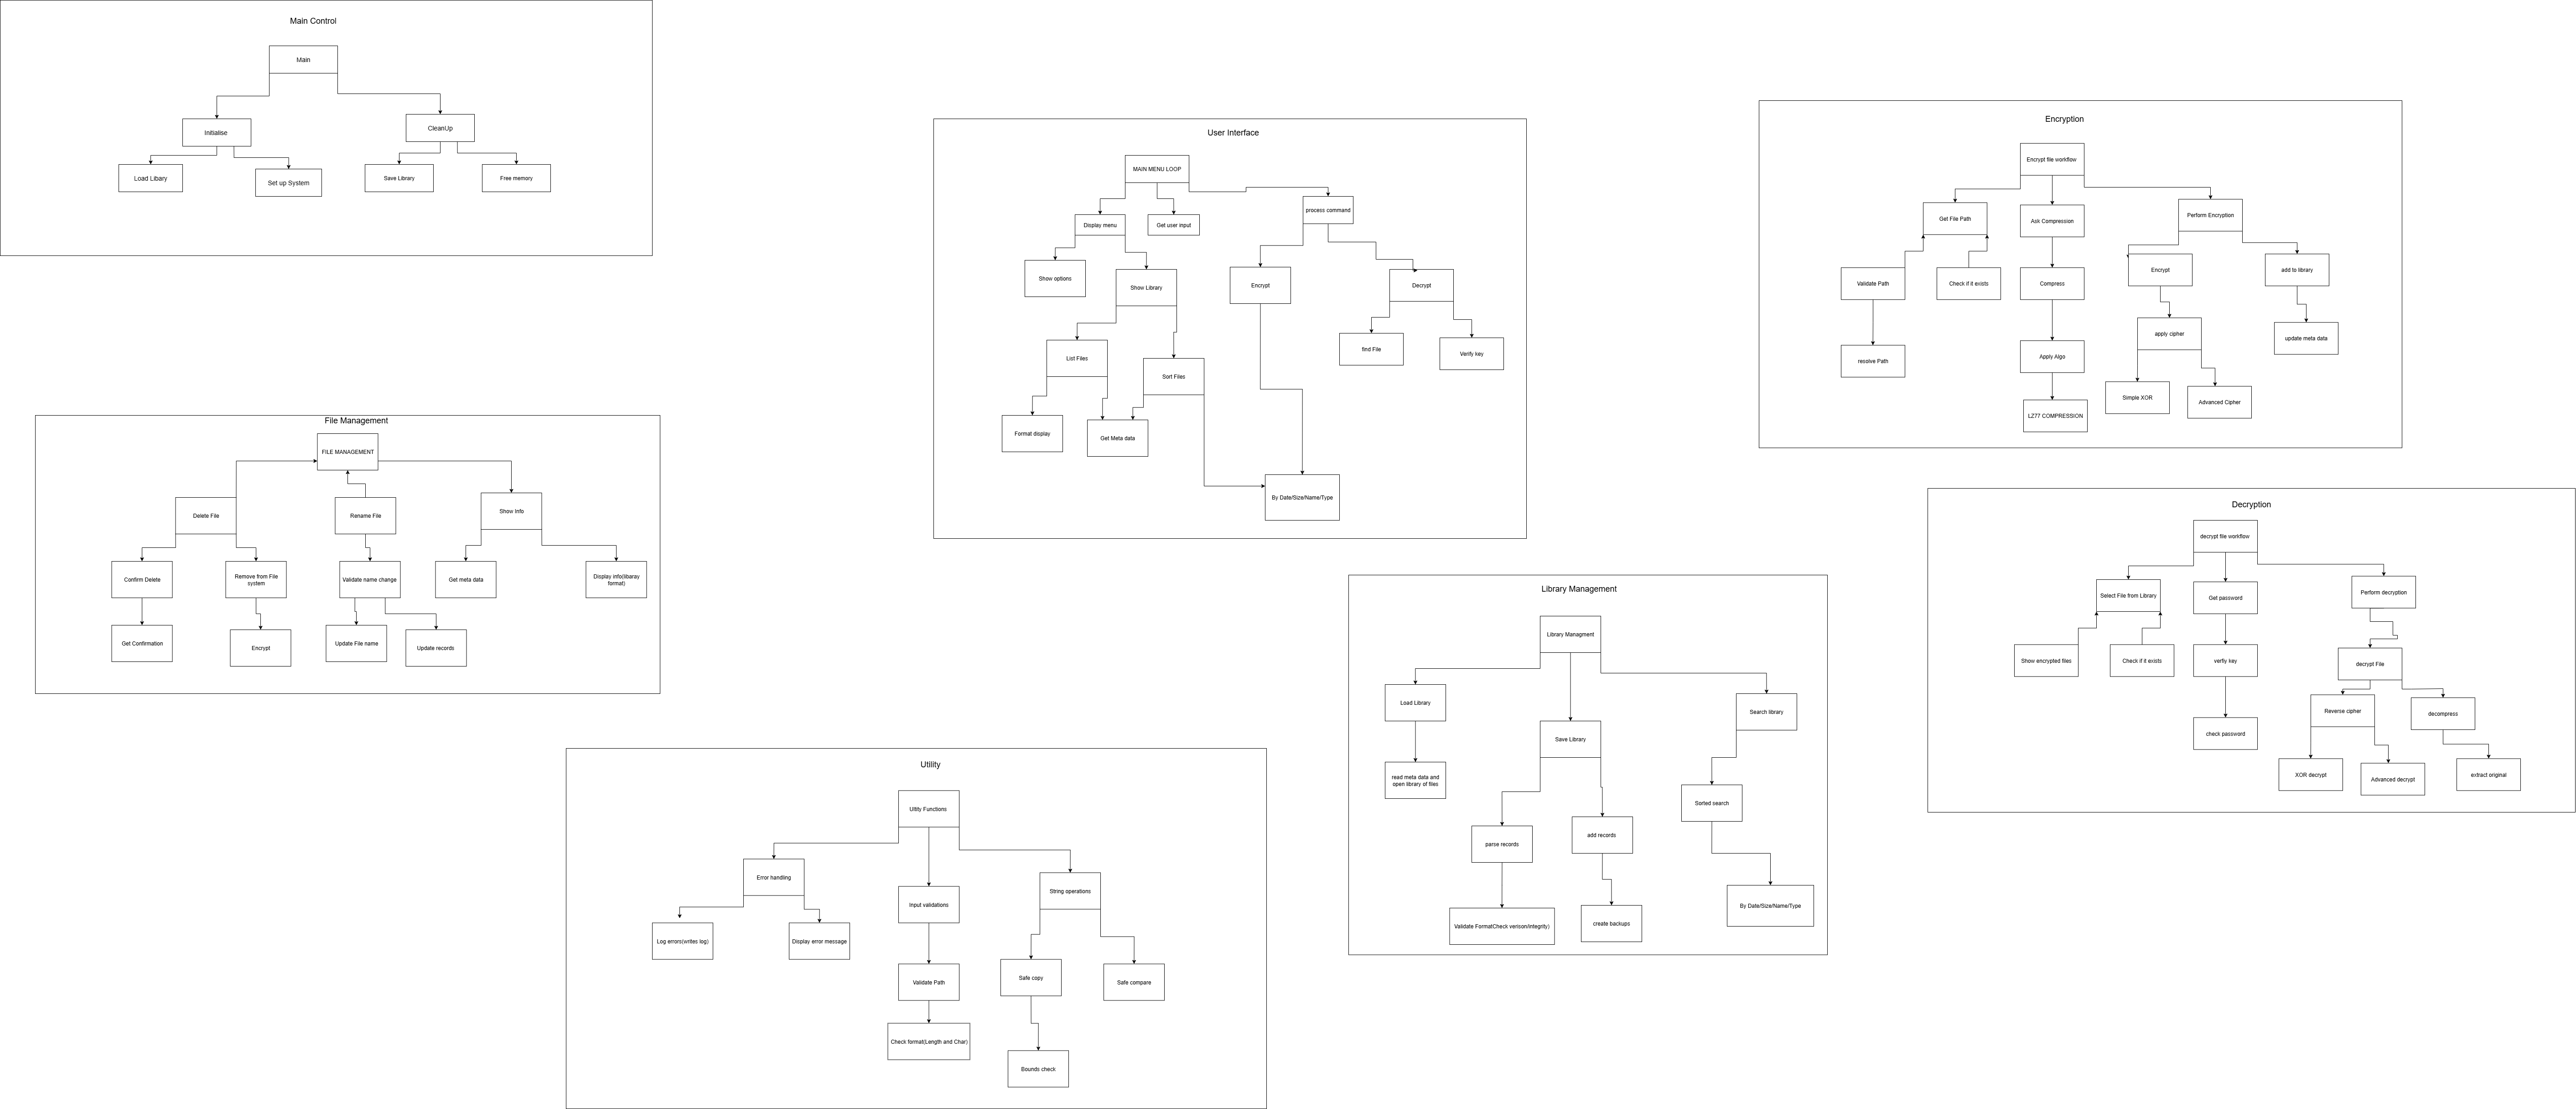 Main Control
Main
Initialise
CleanUp
Load Libary
Set up System
Save Library
Free memory
User Interface
MAIN MENU LOOP
process command
Display menu
Get user input
Show options
Show Library
Encrypt
Decrypt
List Files
Sort Files
find File
Verify key
Format display
Get Meta data
By Date/Size/Name/Type
Encryption
Encrypt file workflow
Get File Path
Ask Compression
Perform Encryption
Validate Path
Check if it exists
Compress
Encrypt
add to library
resolve Path
Apply Algo
apply cipher
update meta data
LZ77 COMPRESSION
Simple XOR
Advanced Cipher
File Management
FILE MANAGEMENT
Delete File
Rename File
Show Info
Confirm Delete
Remove from File
system
Validate name change
Get meta data
Display info(libaray
format)
Get Confirmation
Encrypt
Update File name
Update records
Decryption
decrypt file workflow
Select File from Library
Get password
Perform decryption
Show encrypted files
Check if it exists
verfiy key
decrypt File
check password
Reverse cipher
decompress
XOR decrypt
Advanced decrypt
extract original
Library Management
Library Managment
Load Library
Save Library
Search library
read meta data and
open library of files
Sorted search
parse records
add records
Validate FormatCheck verison/integrity)
create backups
By Date/Size/Name/Type
Utility
Ultity Functions
Error handling
Input validations
String operations
Log errors(writes log)
Display error message
Validate Path
Safe copy
Safe compare
Check format(Length and Char)
Bounds check